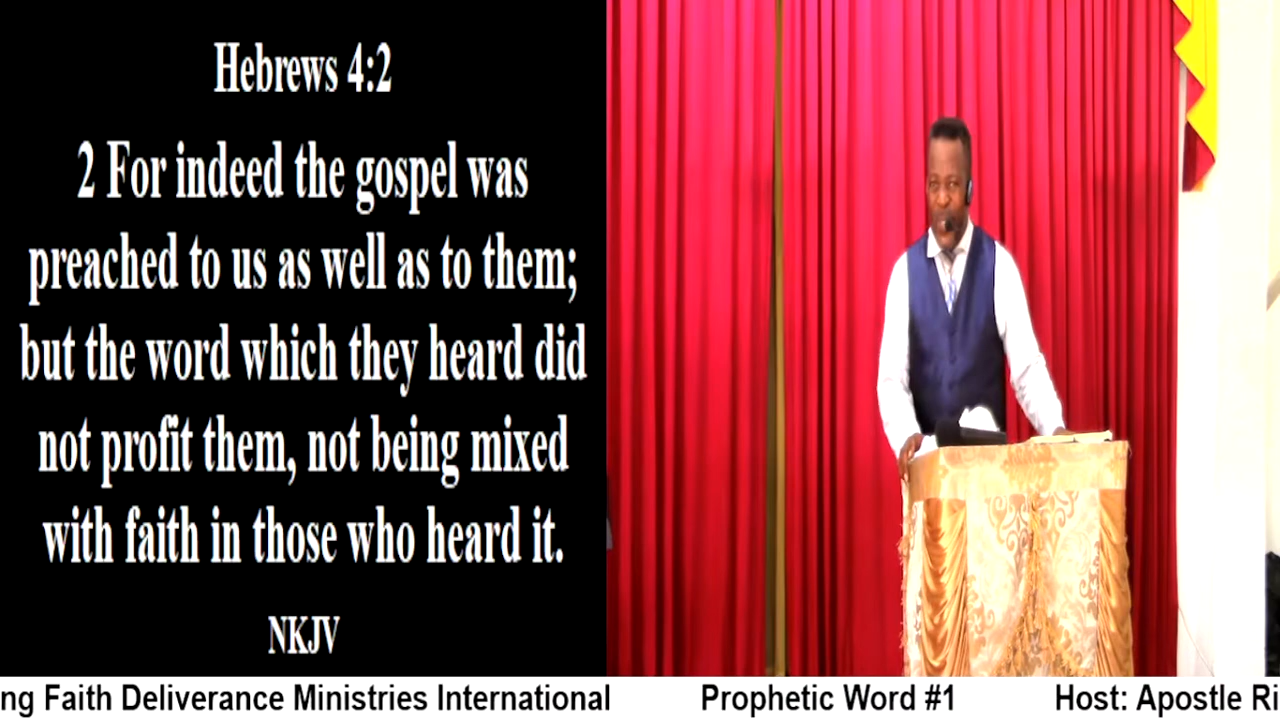 Hebrews 4:2
2 For indeed the gospel was
preached to us as well as to them;
but the word which they heard did
not profit them, not being mixed
with faith in those who heard it.
NKJV
ng Faith Deliverance Ministries International Prophetic Word #1 Host: Apostle Ri